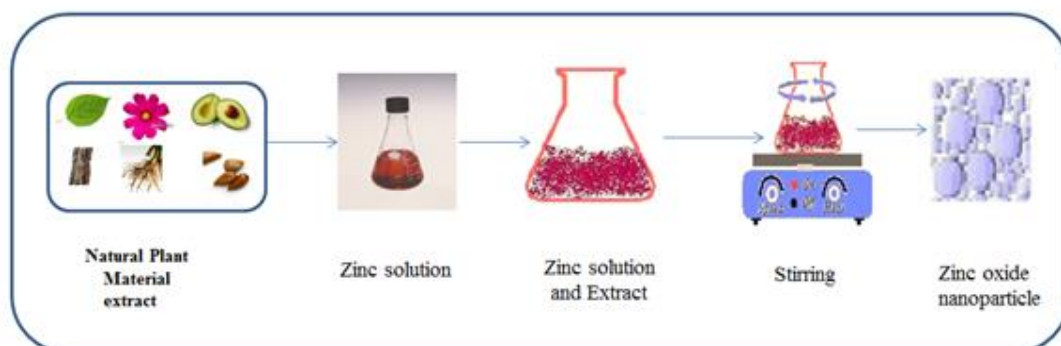 Natural Plant
Material
extract
Zinc solution
Zinc solution
and Extract
Stirring
Zinc oxide
nanoparticle